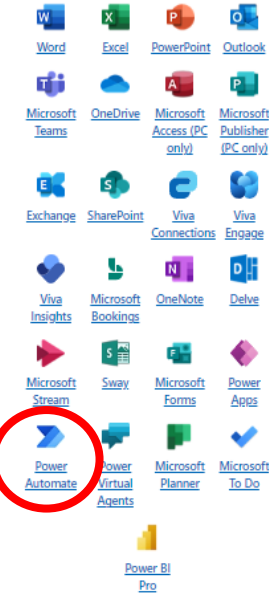 Word Excel PowerPoint Outlook
Microsoft OneDrive Microsoft Microsoft
Teams Access (PC Publisher
only) (PC only)
Exchange SharePoint Viva Viva
Connections Engage
Viva Microsoft OneNote Delve
Insights Bookings
Microsoft Sway Microsoft Power
Stream Forms Apps
Power Power Microsoft Microsoft
Automate Virtual Planner To Do
Agents
Power BI
Pro